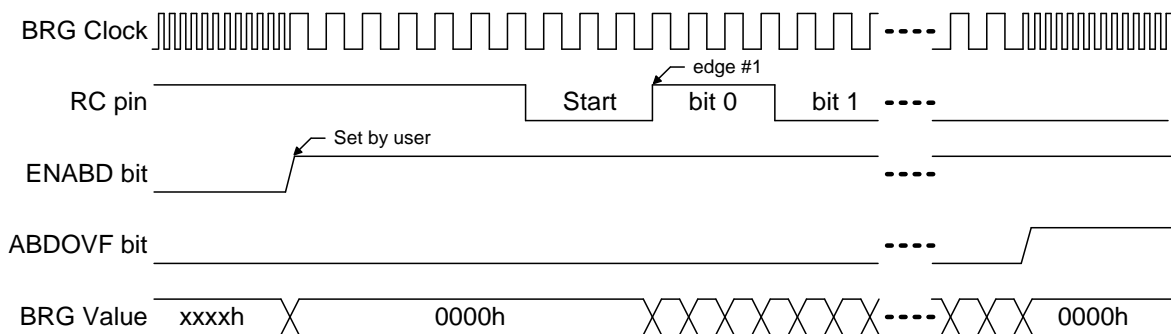 BRG Clock
edge #1
RC pin
Start
bit 0
bit 1
Set by user
ENABD bit
ABDOVF bit
BRG Value
xxxxh
0000h
0000h